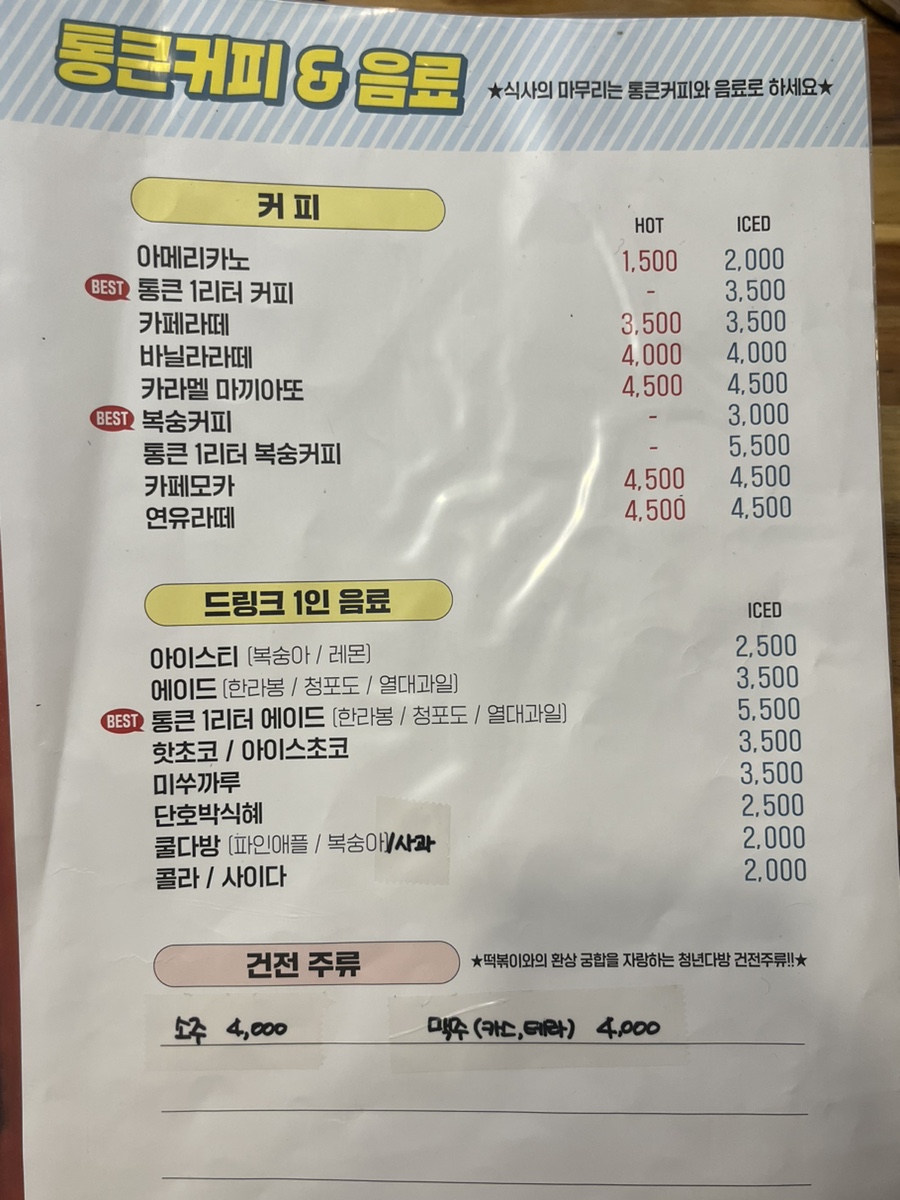 통큰커피 & 음료 ★식사의 마무리는 통큰커피와 음료로 하세요★
커피
HOT ICED
아메리카노 1,500 2,000
BEST 통큰 1리터 커피 - 3,500
카페라떼 3,500 3,500
바닐라라떼 4,000 4,000
카라멜 마끼아또 4,500 4,500
BEST 복숭커피 - 3,000
통큰 1리터 복숭커피 - 5,500
카페모카 4,500 4,500
연유라떼 4,500 4,500
드링크 1인 음료
ICED
아이스티 (복숭아 / 레몬) 2,500
에이드 (한라봉 / 청포도 / 열대과일) 3,500
BEST 통큰 1리터 에이드 (한라봉 / 청포도 / 열대과일) 5,500
핫초코 / 아이스초코 3,500
미쑤까루 3,500
단호박식혜 2,500
쿨다방 (파인애플 / 복숭아)/사과 2,000
콜라 / 사이다 2,000
건전 주류 ★떡볶이와의 환상 궁합을 자랑하는 청년다방 건전주류!!★
소주 4,000 맥주 (카스, 테라) 4,000